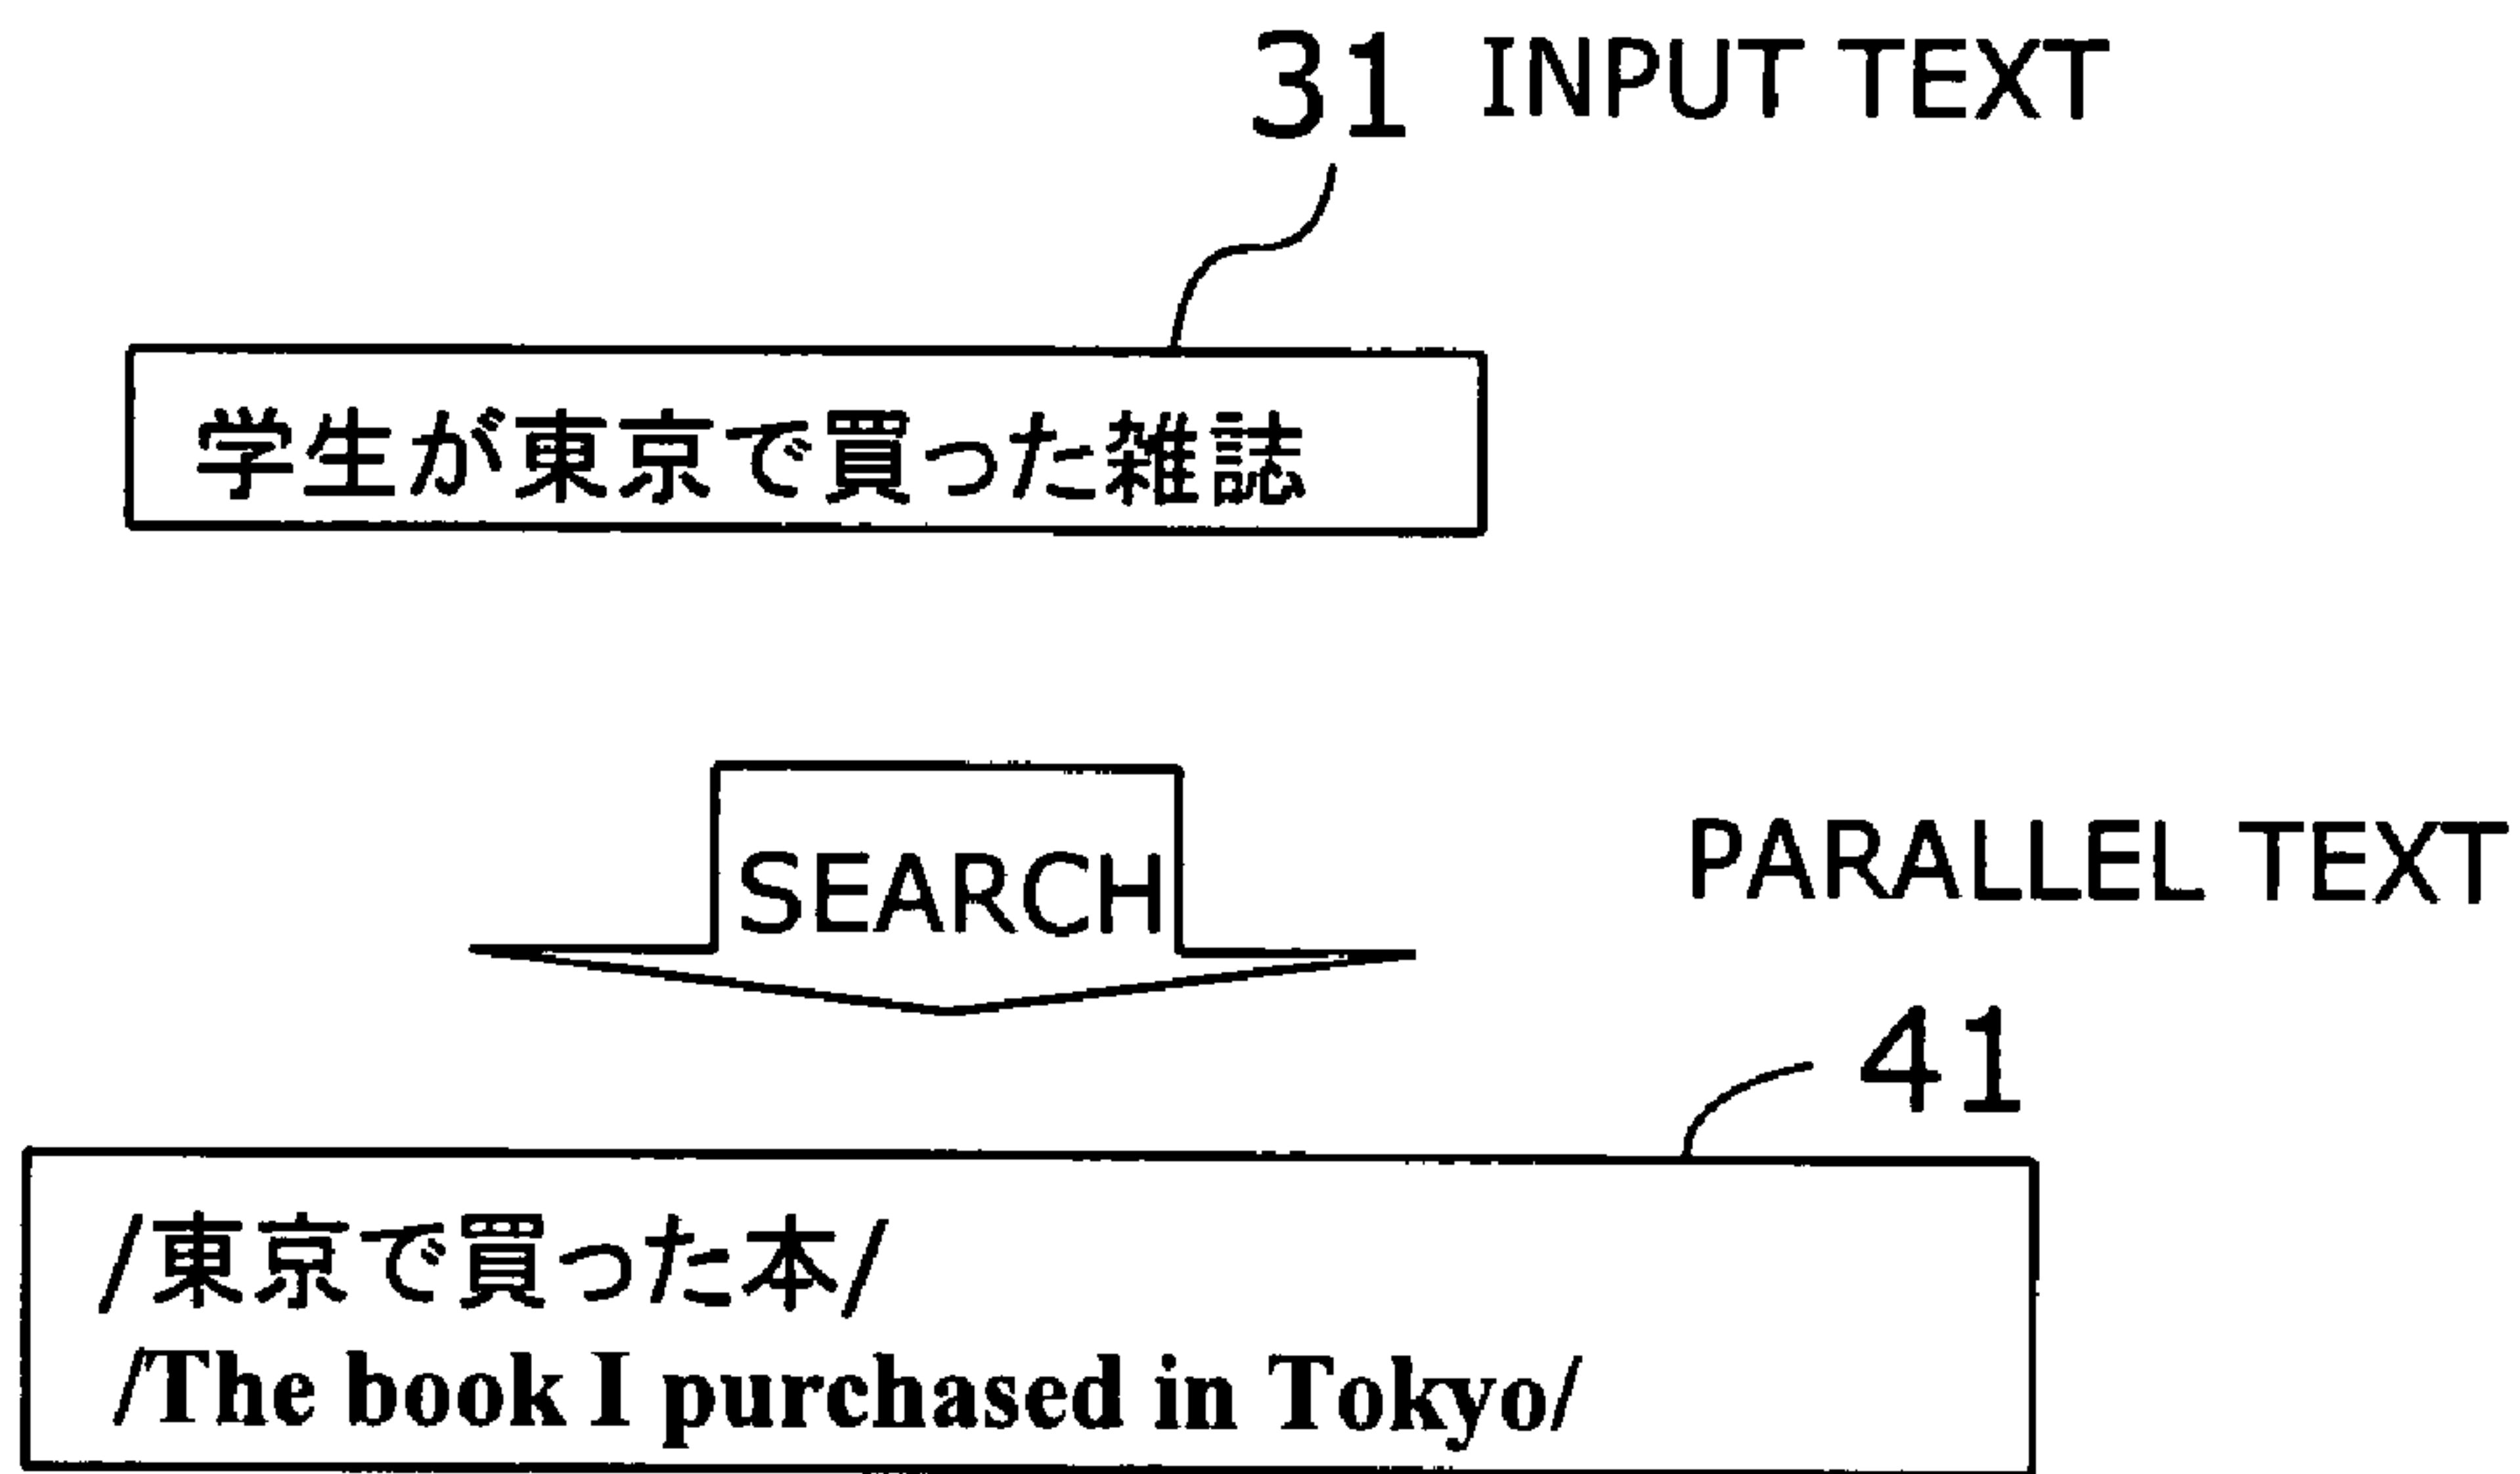 31 INPUT TEXT
学生が東京で買った雑誌
SEARCH
PARALLEL TEXT
41
/東京で買った本/
/The book I purchased in Tokyo/